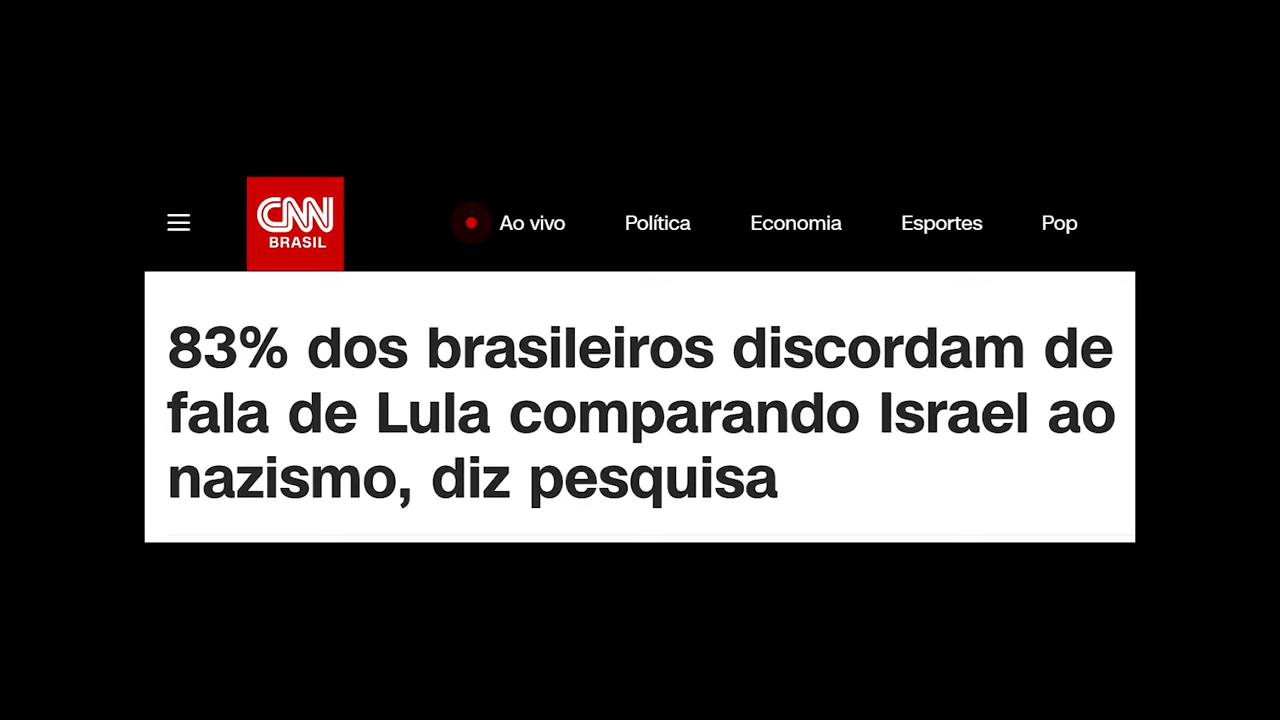 CNN
BRASIL
Ao vivo Política Economia Esportes Pop
83% dos brasileiros discordam de
fala de Lula comparando Israel ao
nazismo, diz pesquisa